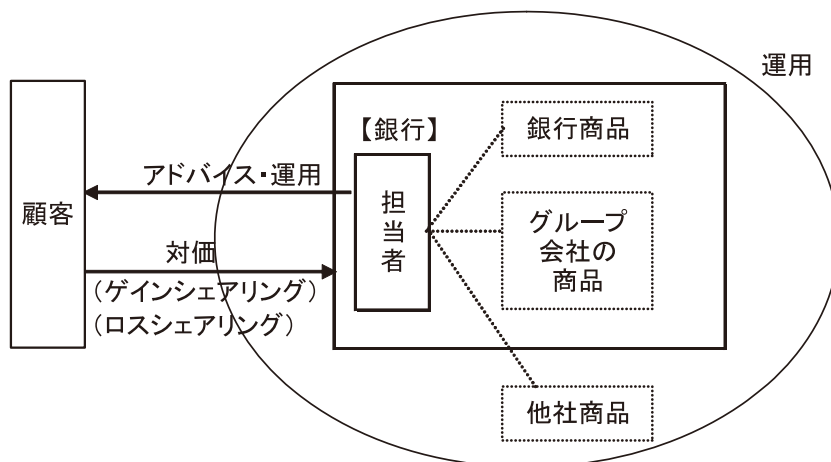 運用
【銀行】
銀行商品
アドバイス・運用
顧客
担当者
グループ
会社の
商品
対価
(ゲインシェアリング)
(ロスシェアリング)
他社商品